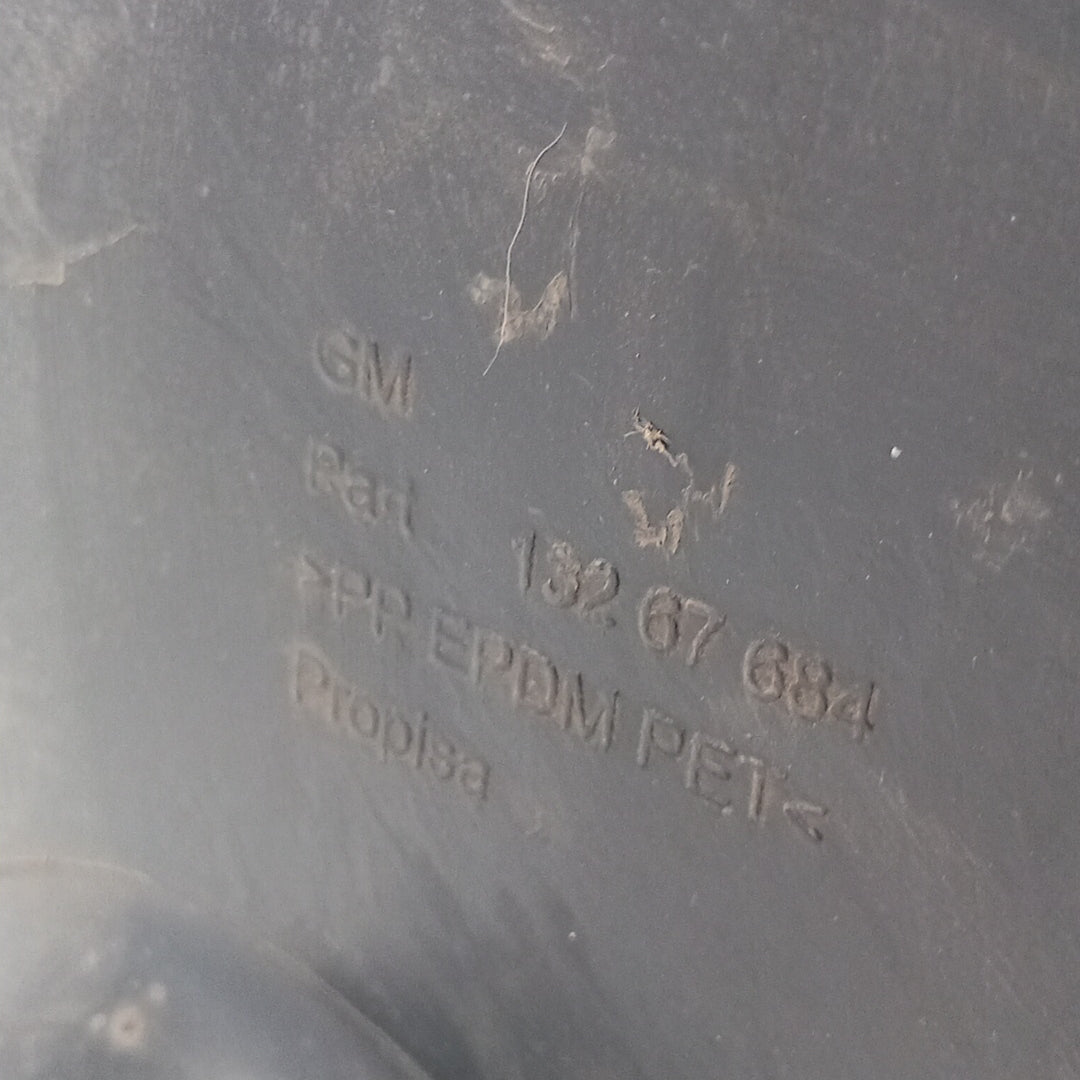 GM
Part 132 67 684
>PP EPDM PET<
Propisa